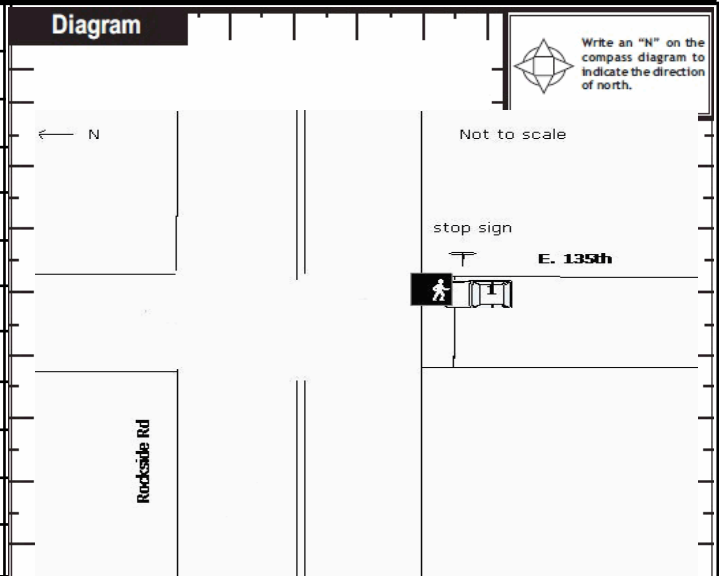 Diagram
Write an “N” on the
compass diagram to
indicate the direction
of north.
N
Not to scale
stop sign
E. 135th
1
Rockside Rd